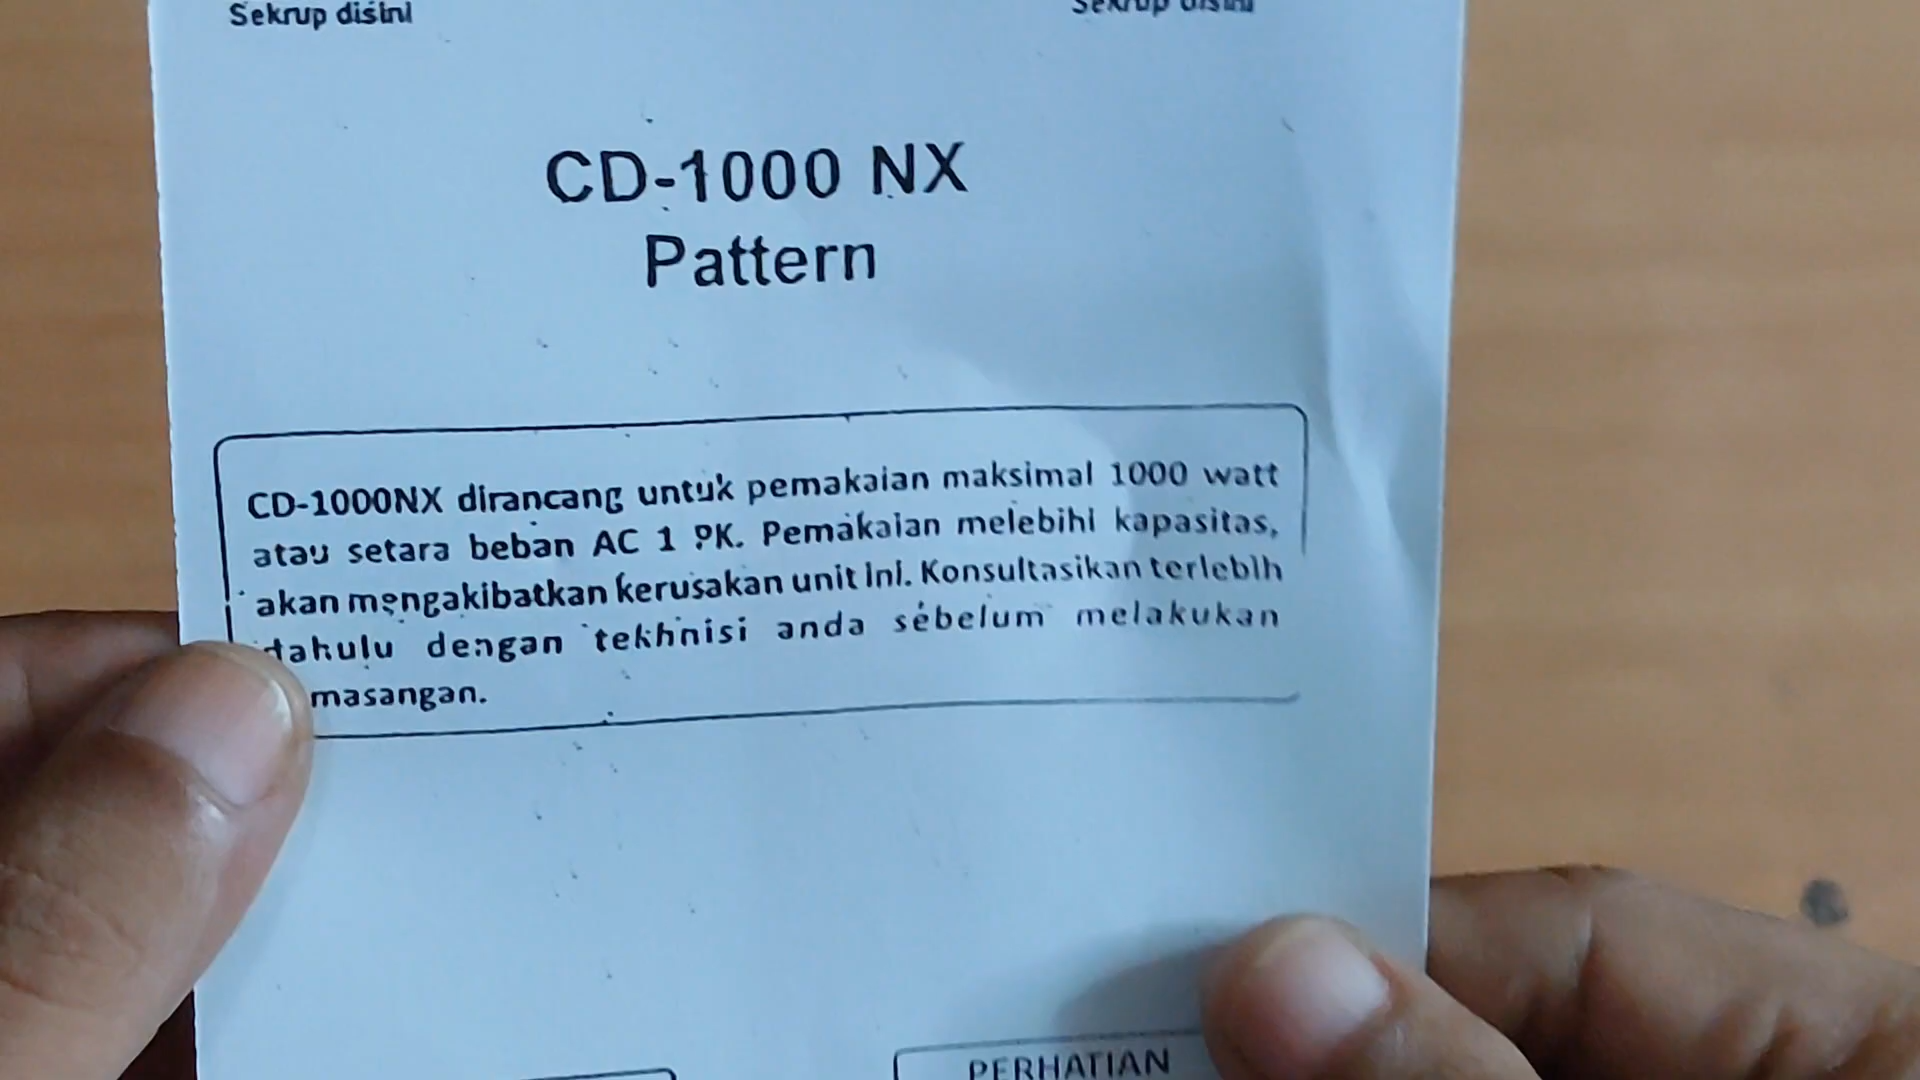 Sekrup disini Sekrup disini
CD-1000 NX
Pattern
CD-1000NX dirancang untuk pemakaian maksimal 1000 watt
atau setara beban AC 1 PK. Pemakaian melebihi kapasitas,
akan mengakibatkan kerusakan unit ini. Konsultasikan terlebih
dahulu dengan tekhnisi anda sebelum melakukan
masangan.
PERHATIAN